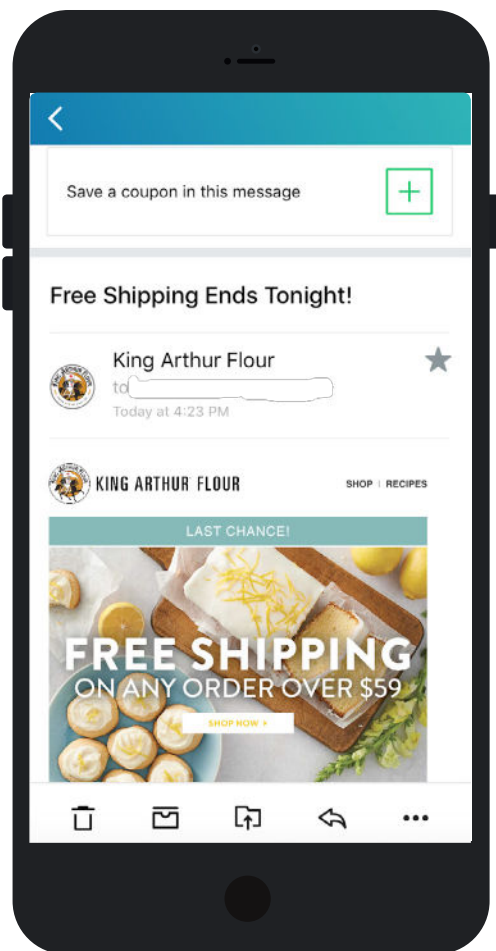 Save a coupon in this message
Free Shipping Ends Tonight!
King Arthur Flour
to
Today at 4:23 PM
KING ARTHUR FLOUR
SHOP | RECIPES
LAST CHANCE!
FREE SHIPPING
ON ANY ORDER OVER $59
SHOP NOW >